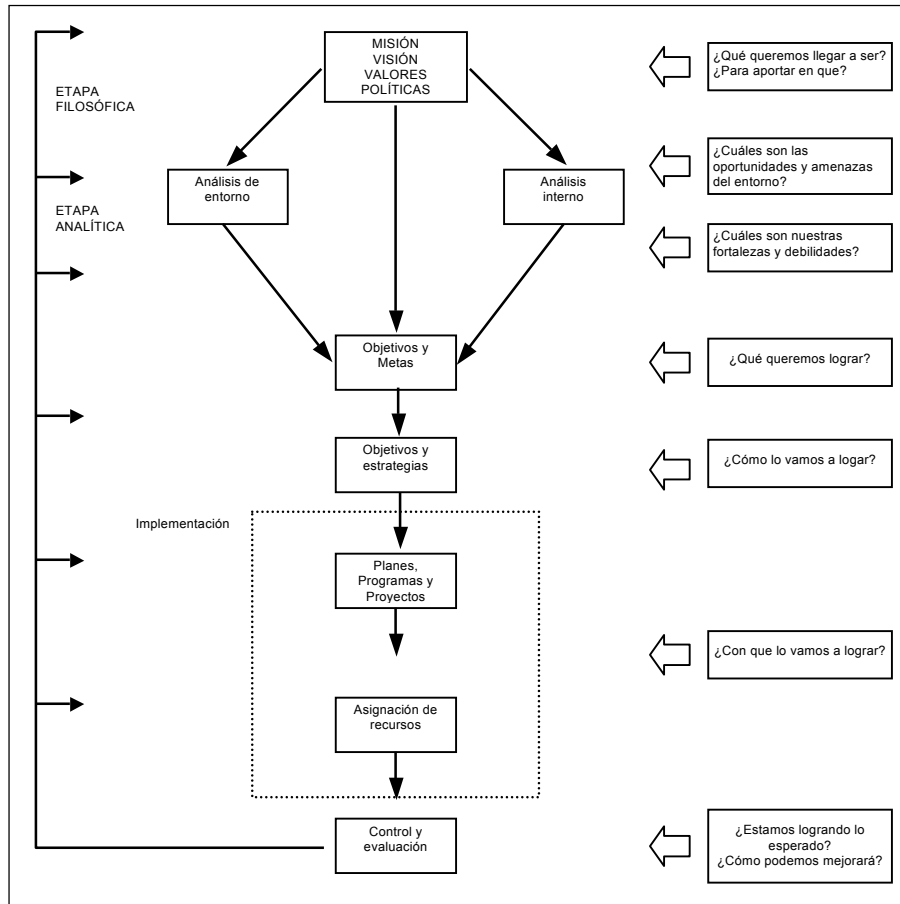 MISIÓN
VISIÓN
VALORES
POLÍTICAS
¿Qué queremos llegar a ser?
¿Para aportar en que?
ETAPA
FILOSÓFICA
Análisis de
entorno
Análisis
interno
¿Cuáles son las
oportunidades y amenazas
del entorno?
ETAPA
ANALÍTICA
¿Cuáles son nuestras
fortalezas y debilidades?
Objetivos y
Metas
¿Qué queremos lograr?
Objetivos y
estrategias
¿Cómo lo vamos a logar?
Implementación
Planes,
Programas y
Proyectos
¿Con que lo vamos a lograr?
Asignación de
recursos
Control y
evaluación
¿Estamos logrando lo
esperado?
¿Cómo podemos mejorará?